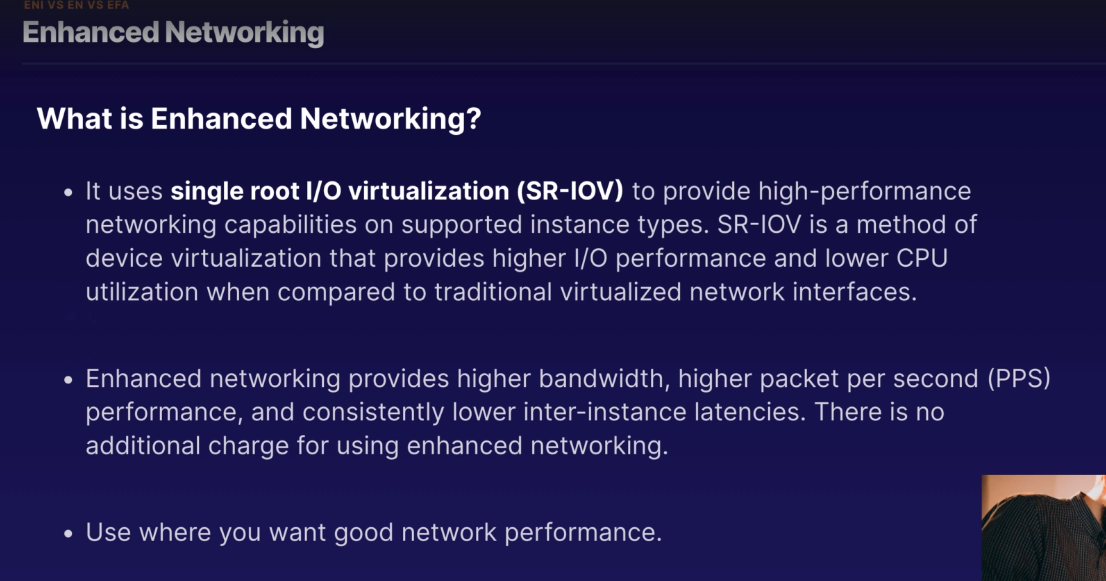 ENI VS EN VS EFA
Enhanced Networking
What is Enhanced Networking?
• It uses single root I/O virtualization (SR-IOV) to provide high-performance
networking capabilities on supported instance types. SR-IOV is a method of
device virtualization that provides higher I/O performance and lower CPU
utilization when compared to traditional virtualized network interfaces.
• Enhanced networking provides higher bandwidth, higher packet per second (PPS)
performance, and consistently lower inter-instance latencies. There is no
additional charge for using enhanced networking.
• Use where you want good network performance.